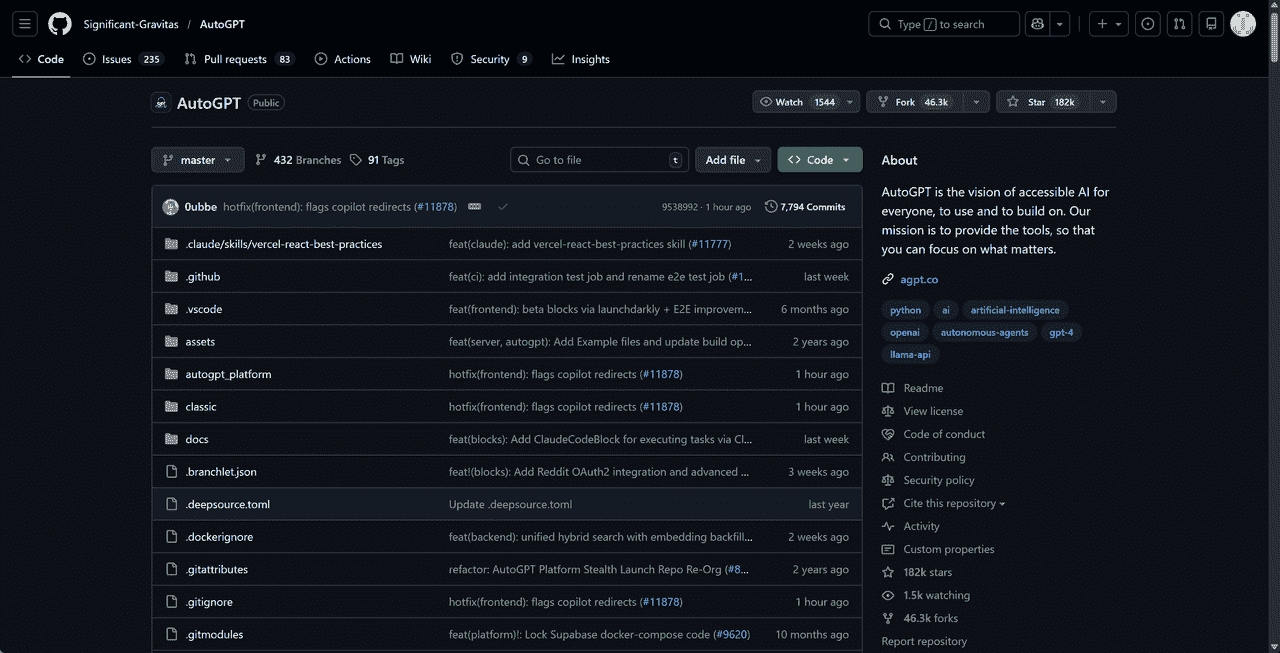 Significant-Gravitas / AutoGPT
Type / to search
Code
Issues 235
Pull requests 83
Actions
Wiki
Security 9
Insights
AutoGPT Public
Watch 1544
Fork 46.3k
Star 182k
master
432 Branches
91 Tags
Go to file t
Add file
Code
0ubbe hotfix(frontend): flags copilot redirects (#11878) 9538992 · 1 hour ago 7,794 Commits
.claude/skills/vercel-react-best-practices feat(claude): add vercel-react-best-practices skill (#11777) 2 weeks ago
.github feat(ci): add integration test job and rename e2e test job (#1... last week
.vscode feat(frontend): beta blocks via launchdarkly + E2E improvem... 6 months ago
assets feat(server, autogpt): Add Example files and update build op... 2 years ago
autogpt_platform hotfix(frontend): flags copilot redirects (#11878) 1 hour ago
classic hotfix(frontend): flags copilot redirects (#11878) 1 hour ago
docs feat(blocks): Add ClaudeCodeBlock for executing tasks via Cl... last week
.branchlet.json feat!(blocks): Add Reddit OAuth2 integration and advanced ... 3 weeks ago
.deepsource.toml Update .deepsource.toml last year
.dockerignore feat(backend): unified hybrid search with embedding backfill... 2 weeks ago
.gitattributes refactor: AutoGPT Platform Stealth Launch Repo Re-Org (#8... 2 years ago
.gitignore hotfix(frontend): flags copilot redirects (#11878) 1 hour ago
.gitmodules feat(platform)!: Lock Supabase docker-compose code (#9620) 10 months ago
About
AutoGPT is the vision of accessible AI for
everyone, to use and to build on. Our
mission is to provide the tools, so that
you can focus on what matters.
agpt.co
python ai artificial-intelligence
openai autonomous-agents gpt-4
llama-api
Readme
View license
Code of conduct
Contributing
Security policy
Cite this repository
Activity
Custom properties
182k stars
1.5k watching
46.3k forks
Report repository